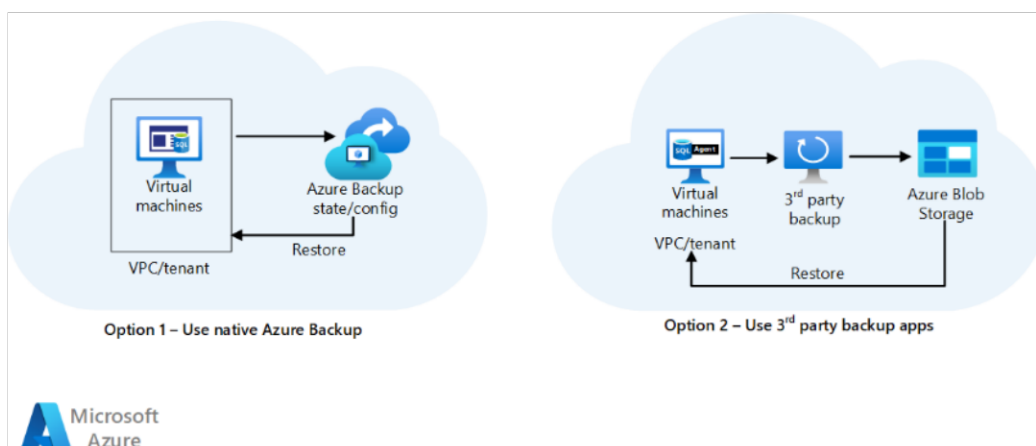 Virtual
machines
Azure Backup
state/config
Restore
VPC/tenant
Option 1 – Use native Azure Backup
SQL
SQL Agent
Virtual
machines
3rd party
backup
Azure Blob
Storage
VPC/tenant
Restore
Option 2 – Use 3rd party backup apps
Microsoft
Azure